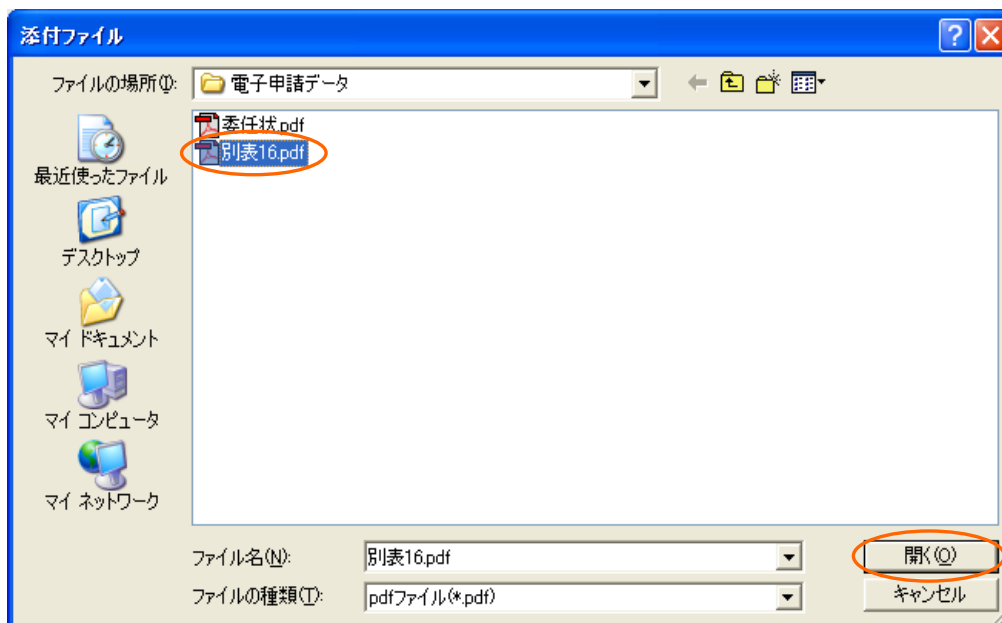 添付ファイル
ファイルの場所(I):
電子申請データ
委任状.pdf
別表16.pdf
最近使ったファイル
デスクトップ
マイ ドキュメント
マイ コンピュータ
マイ ネットワーク
ファイル名(N):
別表16.pdf
開く(O)
ファイルの種類(T):
pdfファイル(*.pdf)
キャンセル